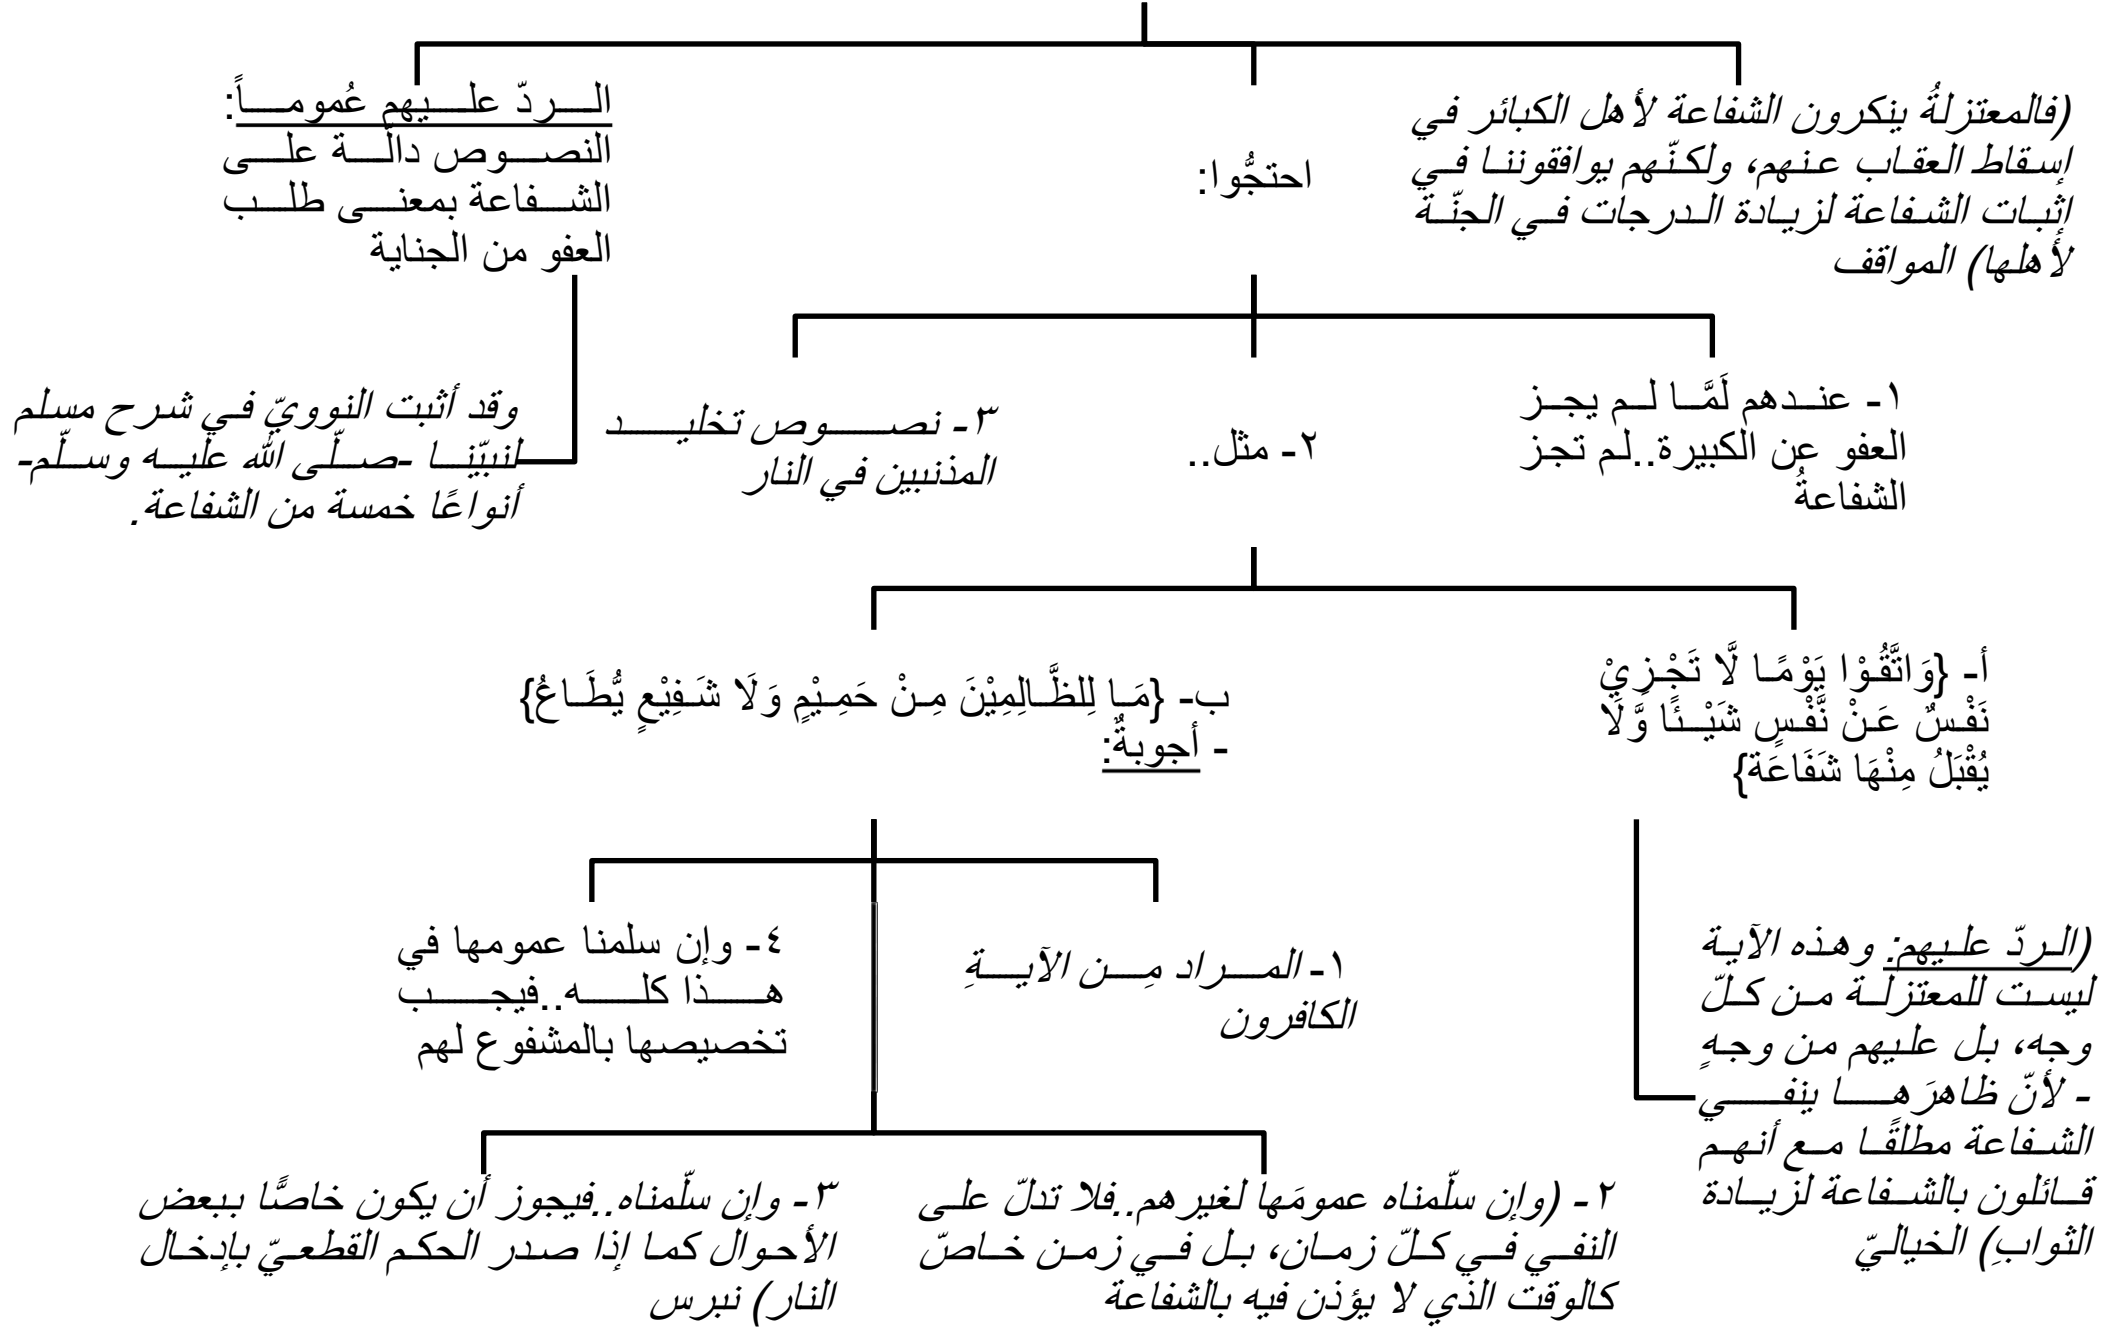 (فالمعتزلةُ ينكرون الشفاعة لأهل الكبائر في
إسقاط العقاب عنهم، ولكنّهم يوافقوننا في
إثبات الشفاعة لزيادة الدرجات في الجنّة
لأهلها) المواقف
احتجُّوا:
الردّ عليهم عُموماً:
النصوص دالّة على
الشفاعة بمعنى طلب
العفو من الجناية
١- عندهم لَمَّا لم يجز
العفو عن الكبيرة..لم تجز
الشفاعةُ
٢- مثل..
٣- نصوص تخليد
المذنبين في النار
وقد أثبت النوويّ في شرح مسلم
لنبيّنا -صلّى الله عليه وسلّم-
أنواعًا خمسة من الشفاعة.
أ- {وَاتَّقُوْا يَوْمًا لَّا تَجْزِيْ
نَفْسٌ عَنْ نَّفْسٍ شَيْئًا وَّلَا
يُقْبَلُ مِنْهَا شَفَاعَة}
ب- {مَا لِلظَّالِمِيْنَ مِنْ حَمِيْمٍ وَلَا شَفِيْعٍ يُّطَاعُ}
- أجوبةٌ:
(الردّ عليهم: وهذه الآية
ليست للمعتزلة من كلّ
وجه، بل عليهم من وجهٍ
- لأنّ ظاهرَها ينفي
الشفاعة مطلقًا مع أنهم
قائلون بالشفاعة لزيادة
الثوابِ) الخياليّ
١- المراد مِن الآيةِ
الكافرون
٤- وإن سلمنا عمومها في
هذا كله..فيجب
تخصيصها بالمشفوع لهم
٢- (وإن سلّمناه عمومَها لغيرهم..فلا تدلّ على
النفي في كلّ زمان، بل في زمن خاصّ
كالوقت الذي لا يؤذن فيه بالشفاعة
٣- وإن سلّمناه..فيجوز أن يكون خاصًّا ببعض
الأحوال كما إذا صدر الحكم القطعيّ بإدخال
النار) نبرس